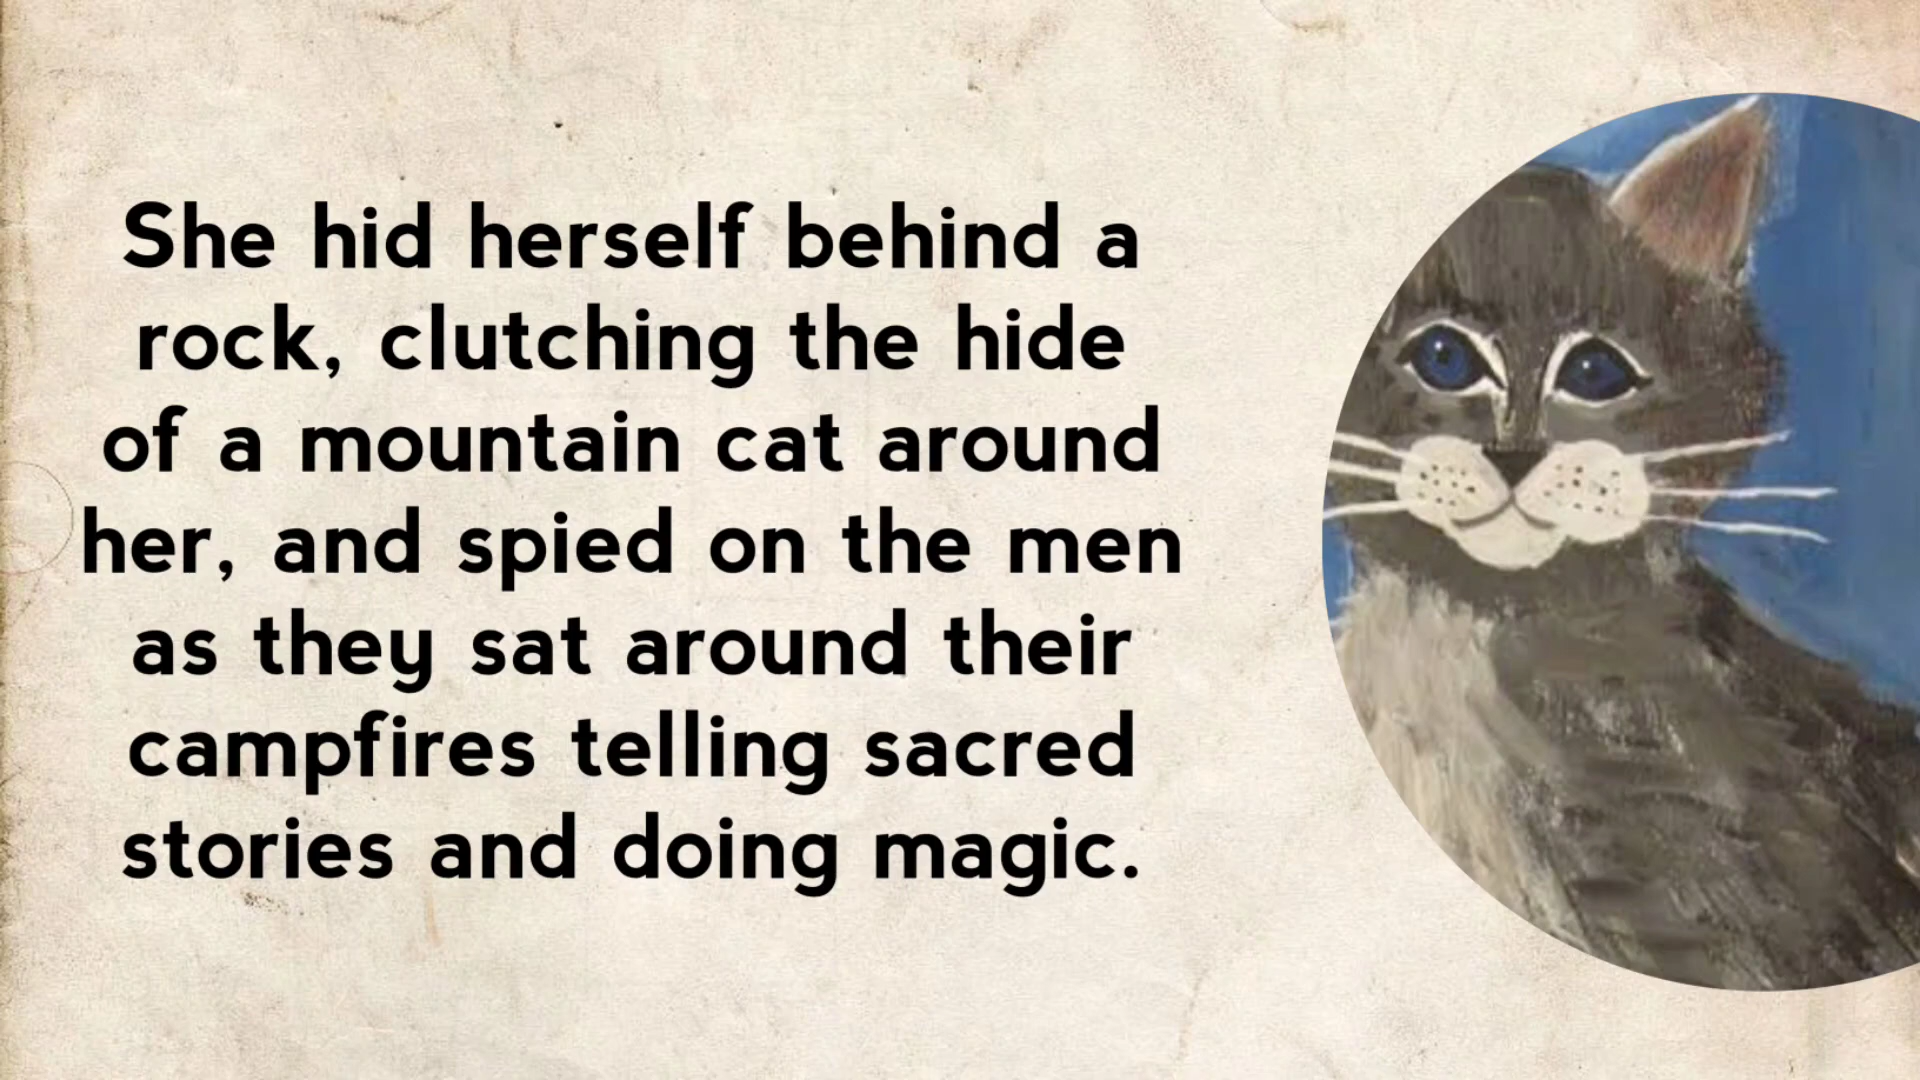 She hid herself behind a
rock, clutching the hide
of a mountain cat around
her, and spied on the men
as they sat around their
campfires telling sacred
stories and doing magic.